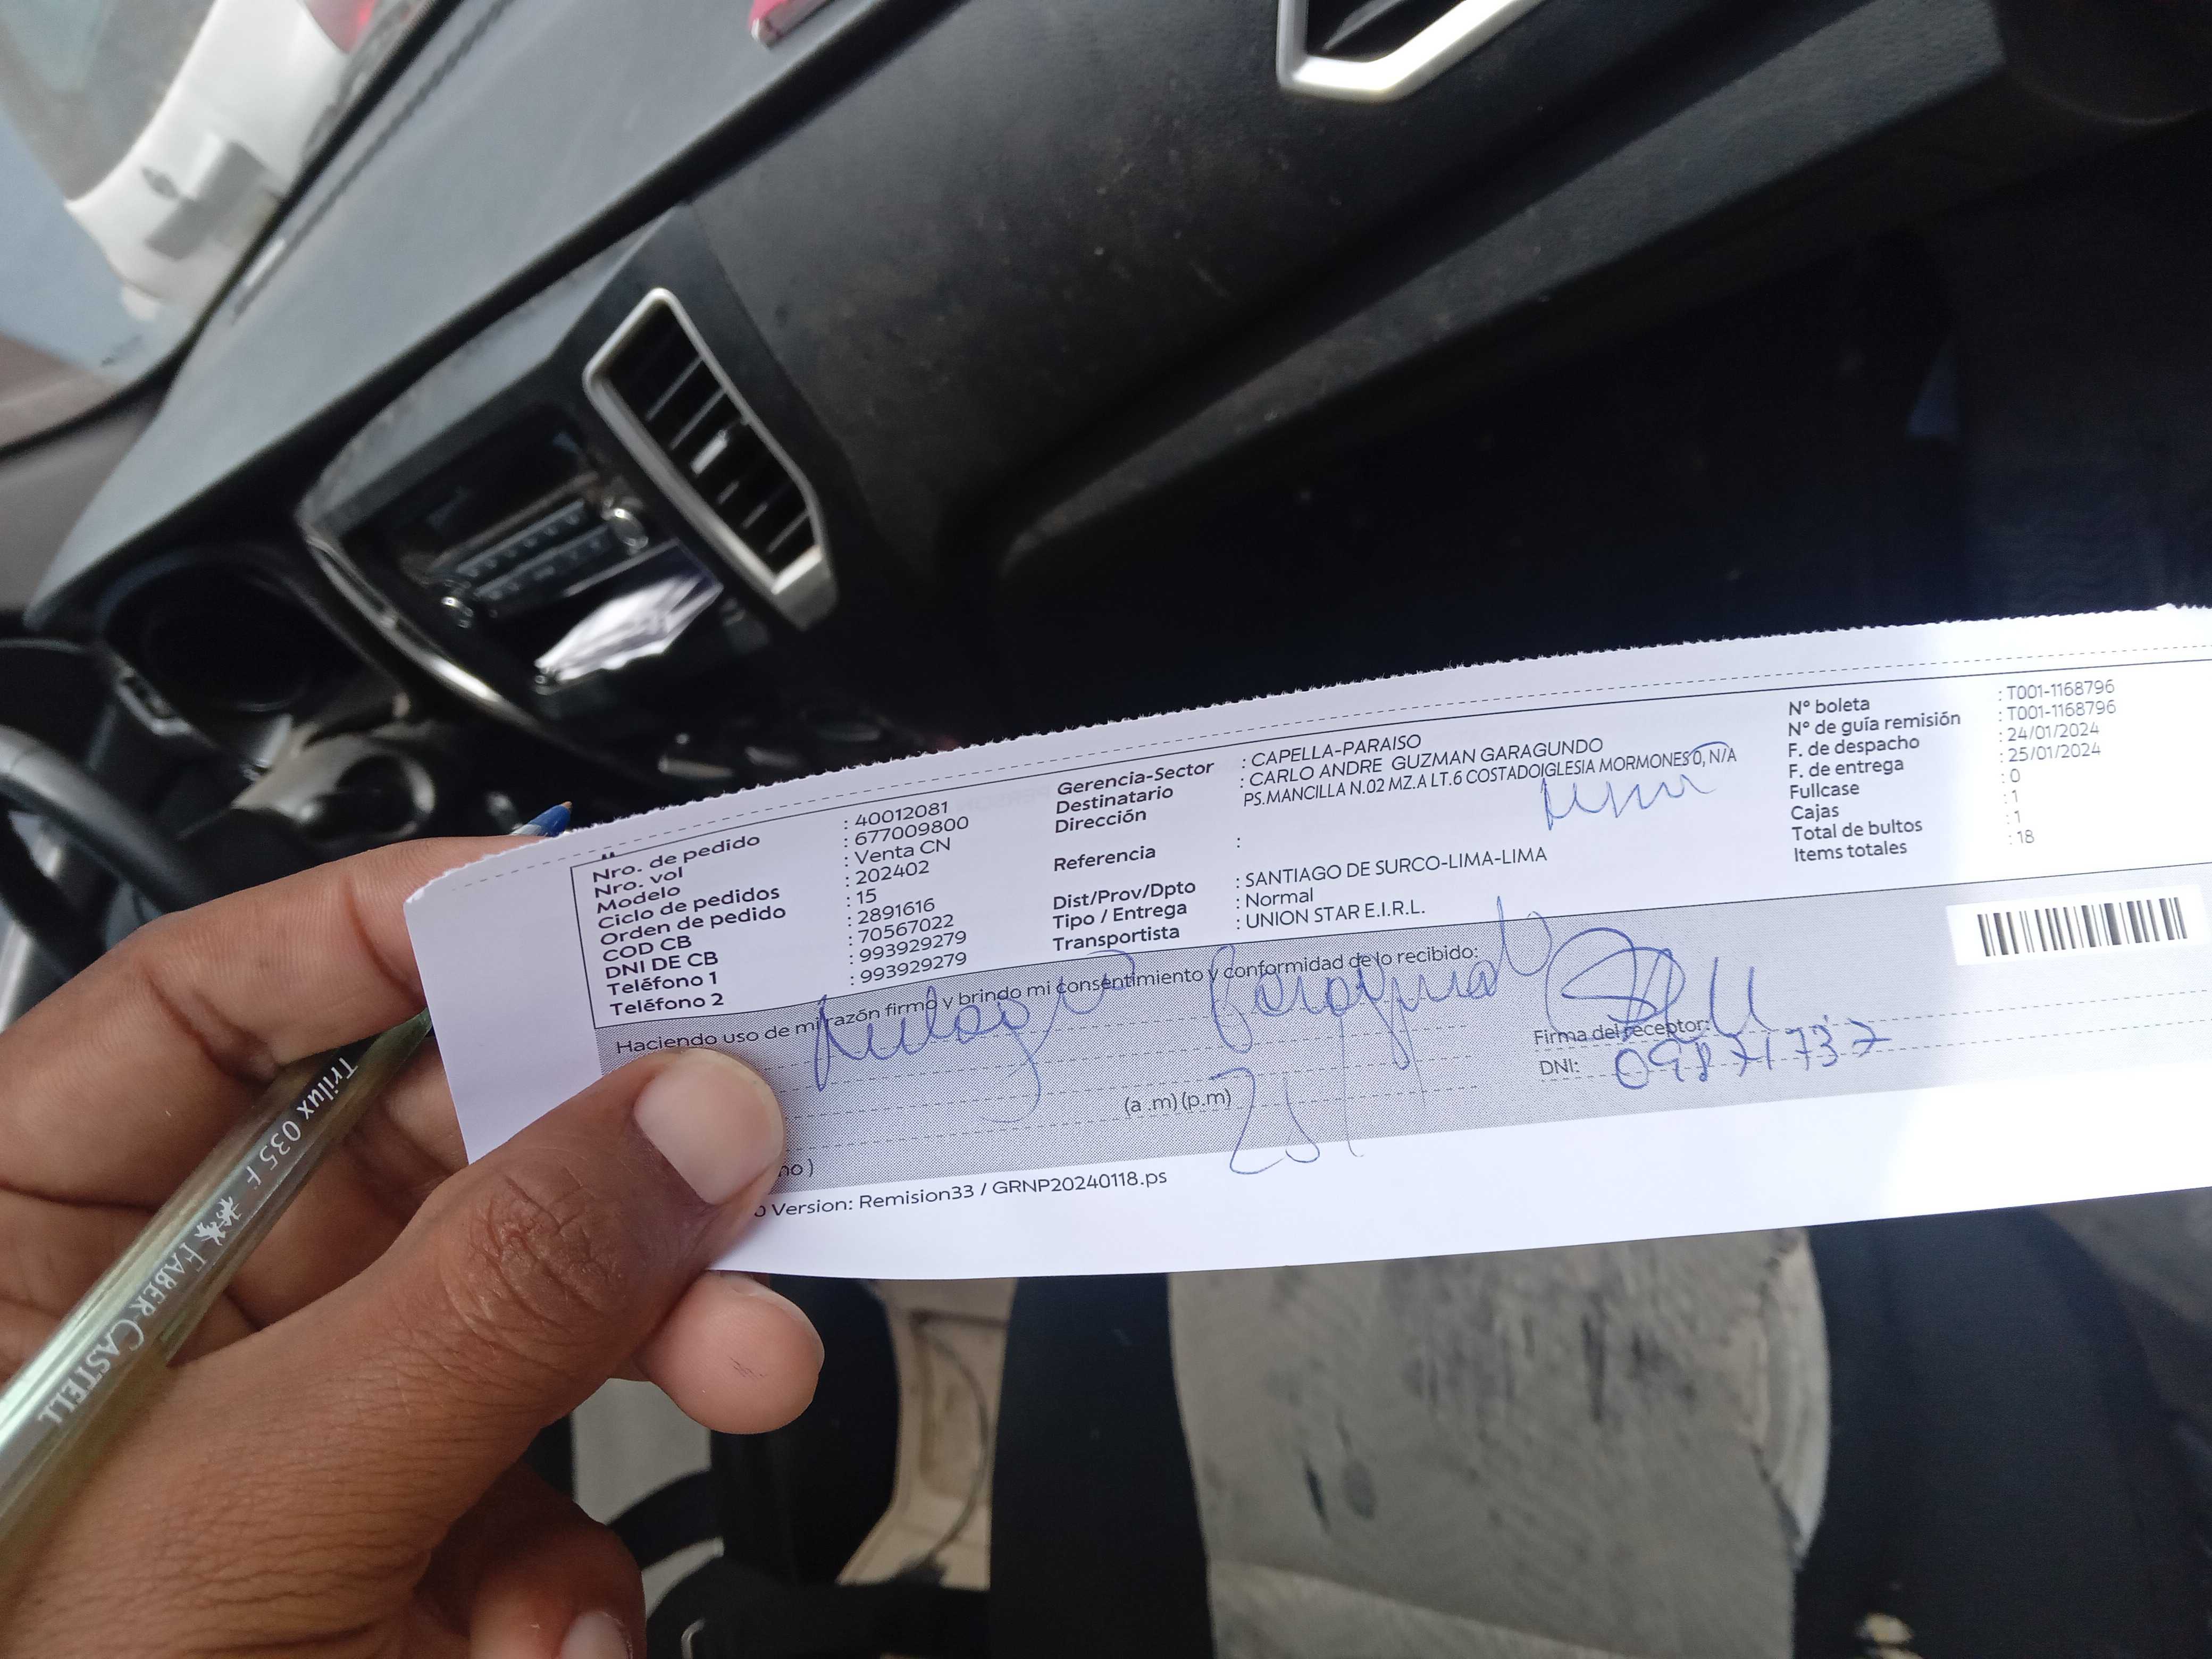 Nro. de pedido : 40012081
Nro. vol : 677009800
Modelo : Venta CN
Ciclo de pedidos : 202402
Orden de pedido : 15
COD CB : 2891616
DNI DE CB : 70567022
Teléfono 1 : 993929279
Teléfono 2 : 993929279
Gerencia-Sector : CAPELLA-PARAISO
Destinatario : CARLO ANDRE GUZMAN GARAGUNDO
Dirección PS.MANCILLA N.02 MZ.A LT.6 COSTADOIGLESIA MORMONES 0, N/A
Referencia :
Dist/Prov/Dpto : SANTIAGO DE SURCO-LIMA-LIMA
Tipo / Entrega : Normal
Transportista : UNION STAR E.I.R.L.
Nº boleta : T001-1168796
Nº de guía remisión : T001-1168796
F. de despacho : 24/01/2024
F. de entrega : 25/01/2024
Fullcase : 0
Cajas : 1
Total de bultos : 1
Items totales : 18
Haciendo uso de mi razón firmo y brindo mi consentimiento y conformidad de lo recibido:
Firma del receptor:
DNI: 09871737
(a .m) (p.m)
no )
o Version: Remision33 / GRNP20240118.ps
Trilux 035 F FABER-CASTELL